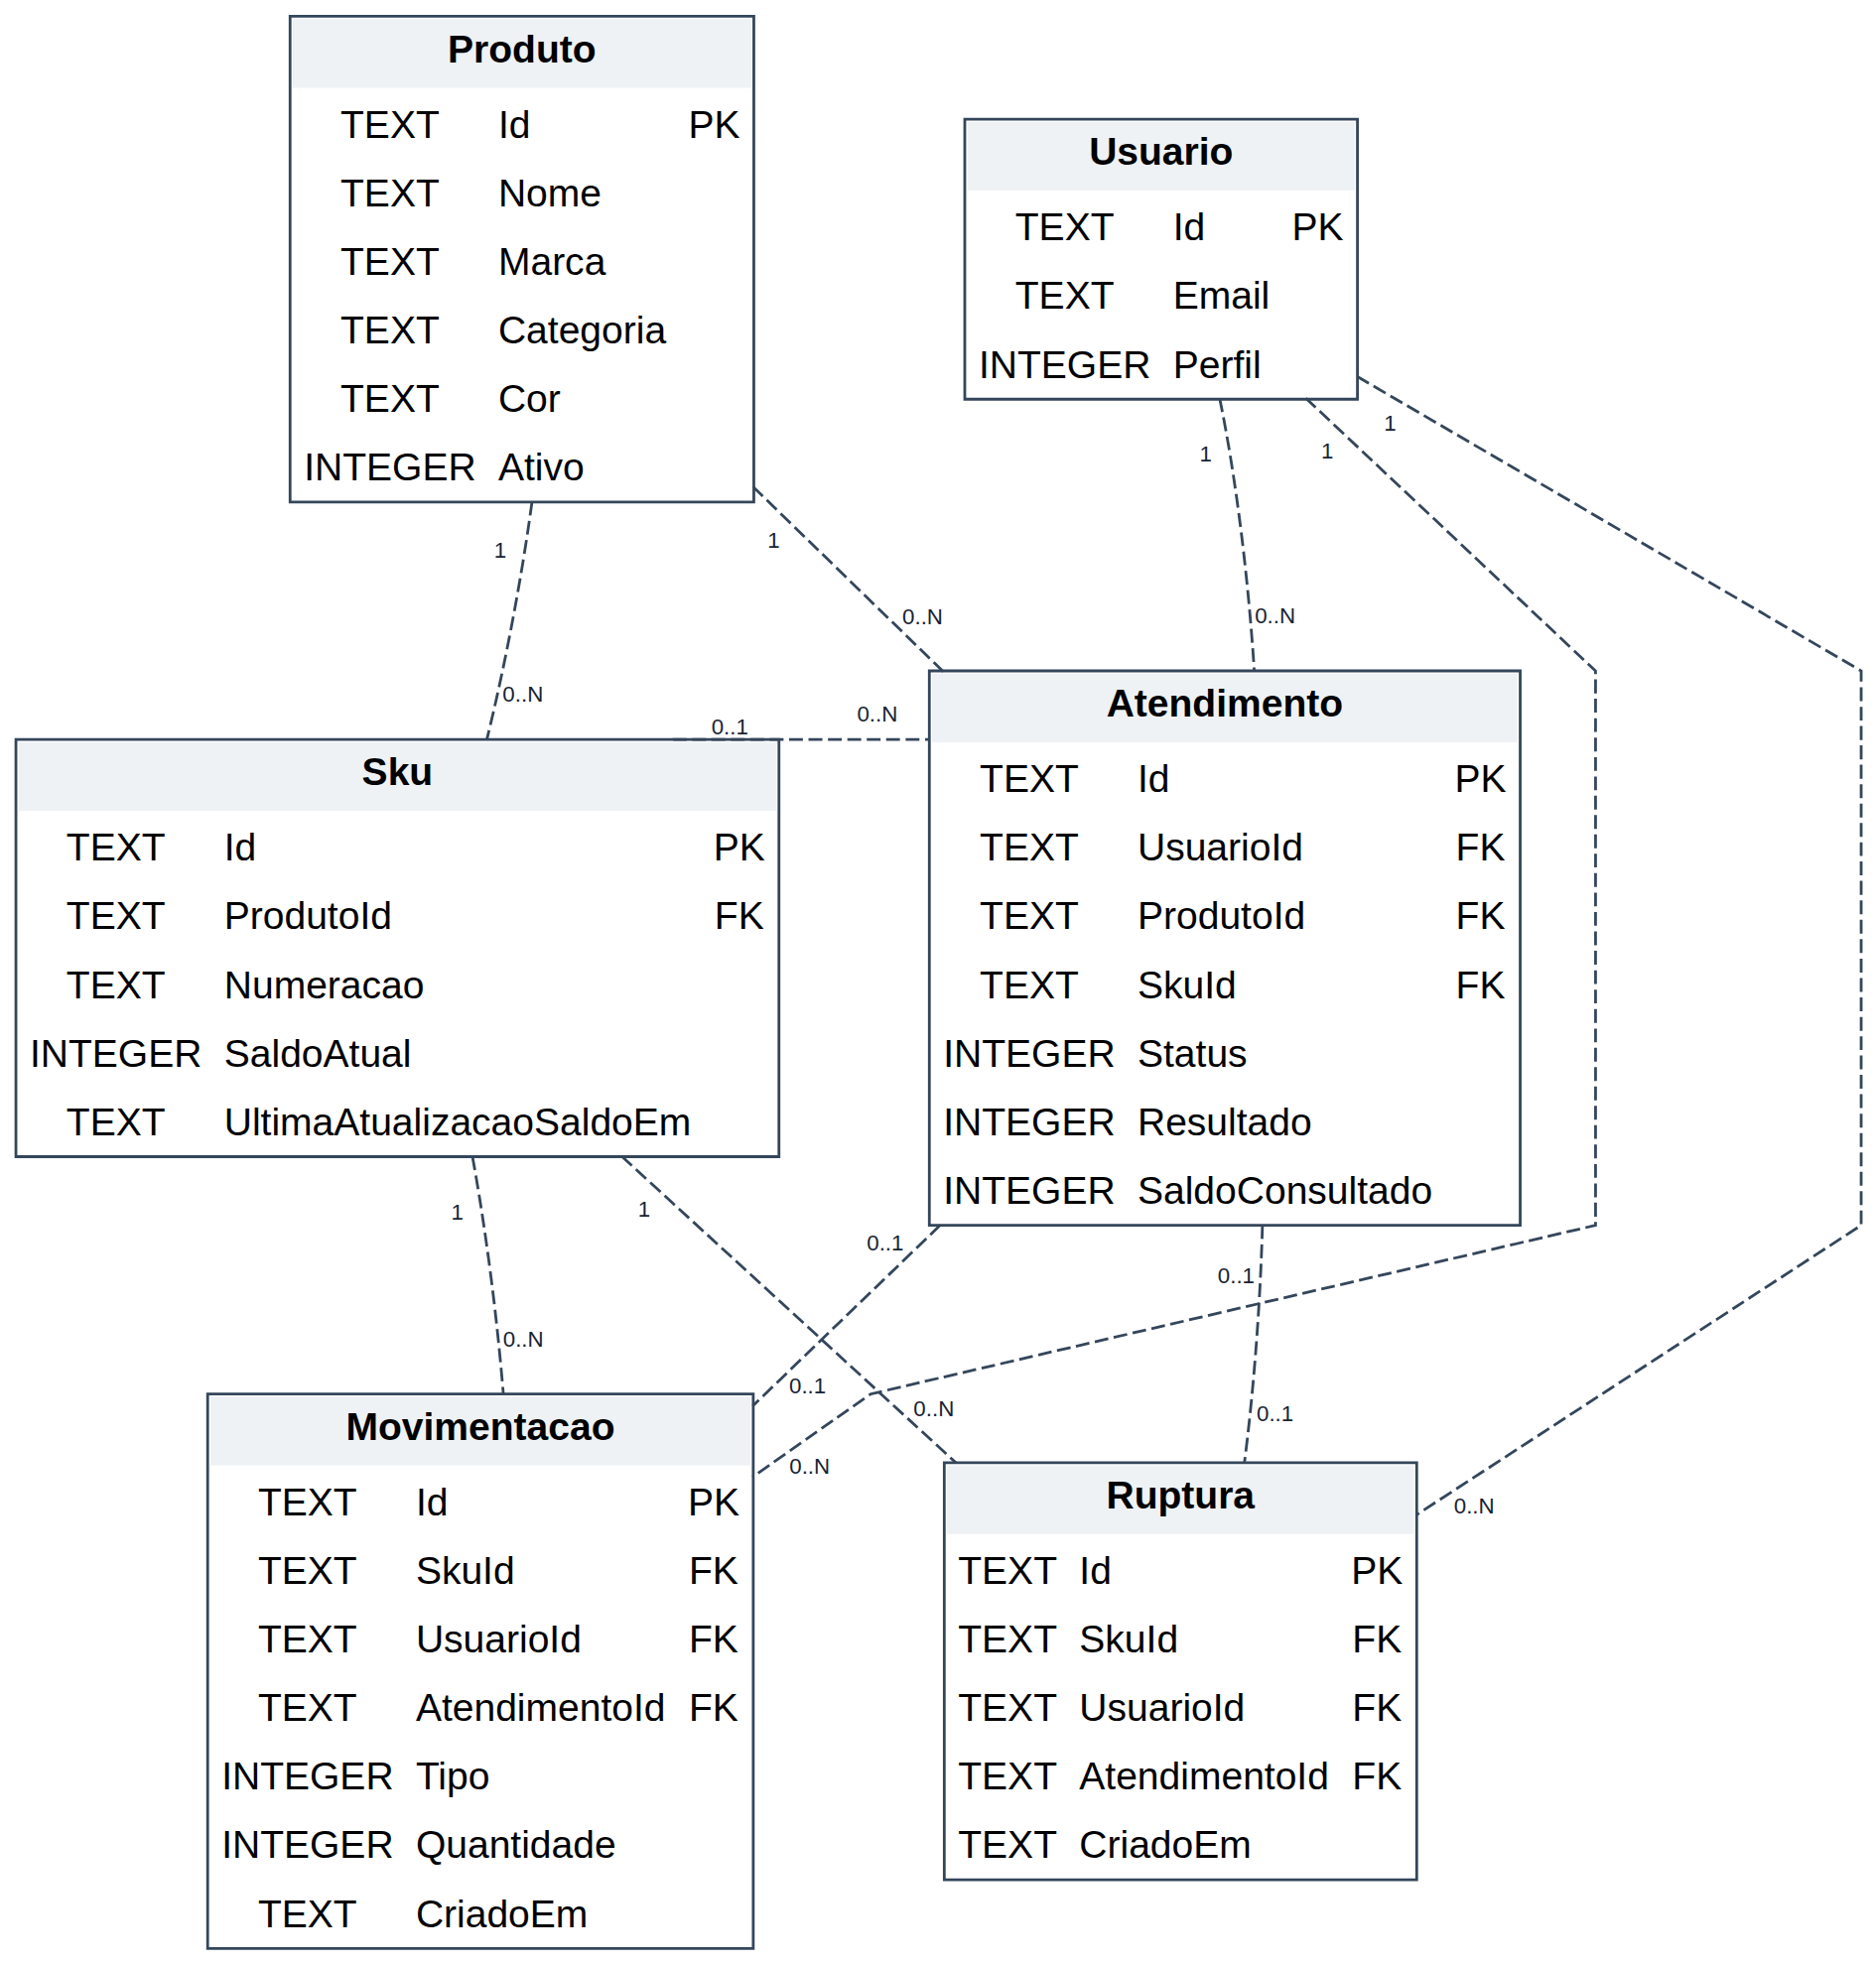 Produto
TEXT Id PK
TEXT Nome
TEXT Marca
TEXT Categoria
TEXT Cor
INTEGER Ativo
Usuario
TEXT Id PK
TEXT Email
INTEGER Perfil
1
1
1
1
1
0..N
0..N
0..N
0..1
0..N
Sku
TEXT Id PK
TEXT ProdutoId FK
TEXT Numeracao
INTEGER SaldoAtual
TEXT UltimaAtualizacaoSaldoEm
Atendimento
TEXT Id PK
TEXT UsuarioId FK
TEXT ProdutoId FK
TEXT SkuId FK
INTEGER Status
INTEGER Resultado
INTEGER SaldoConsultado
1
1
0..1
0..1
0..N
0..1
0..N
0..1
0..N
0..N
Movimentacao
TEXT Id PK
TEXT SkuId FK
TEXT UsuarioId FK
TEXT AtendimentoId FK
INTEGER Tipo
INTEGER Quantidade
TEXT CriadoEm
Ruptura
TEXT Id PK
TEXT SkuId FK
TEXT UsuarioId FK
TEXT AtendimentoId FK
TEXT CriadoEm